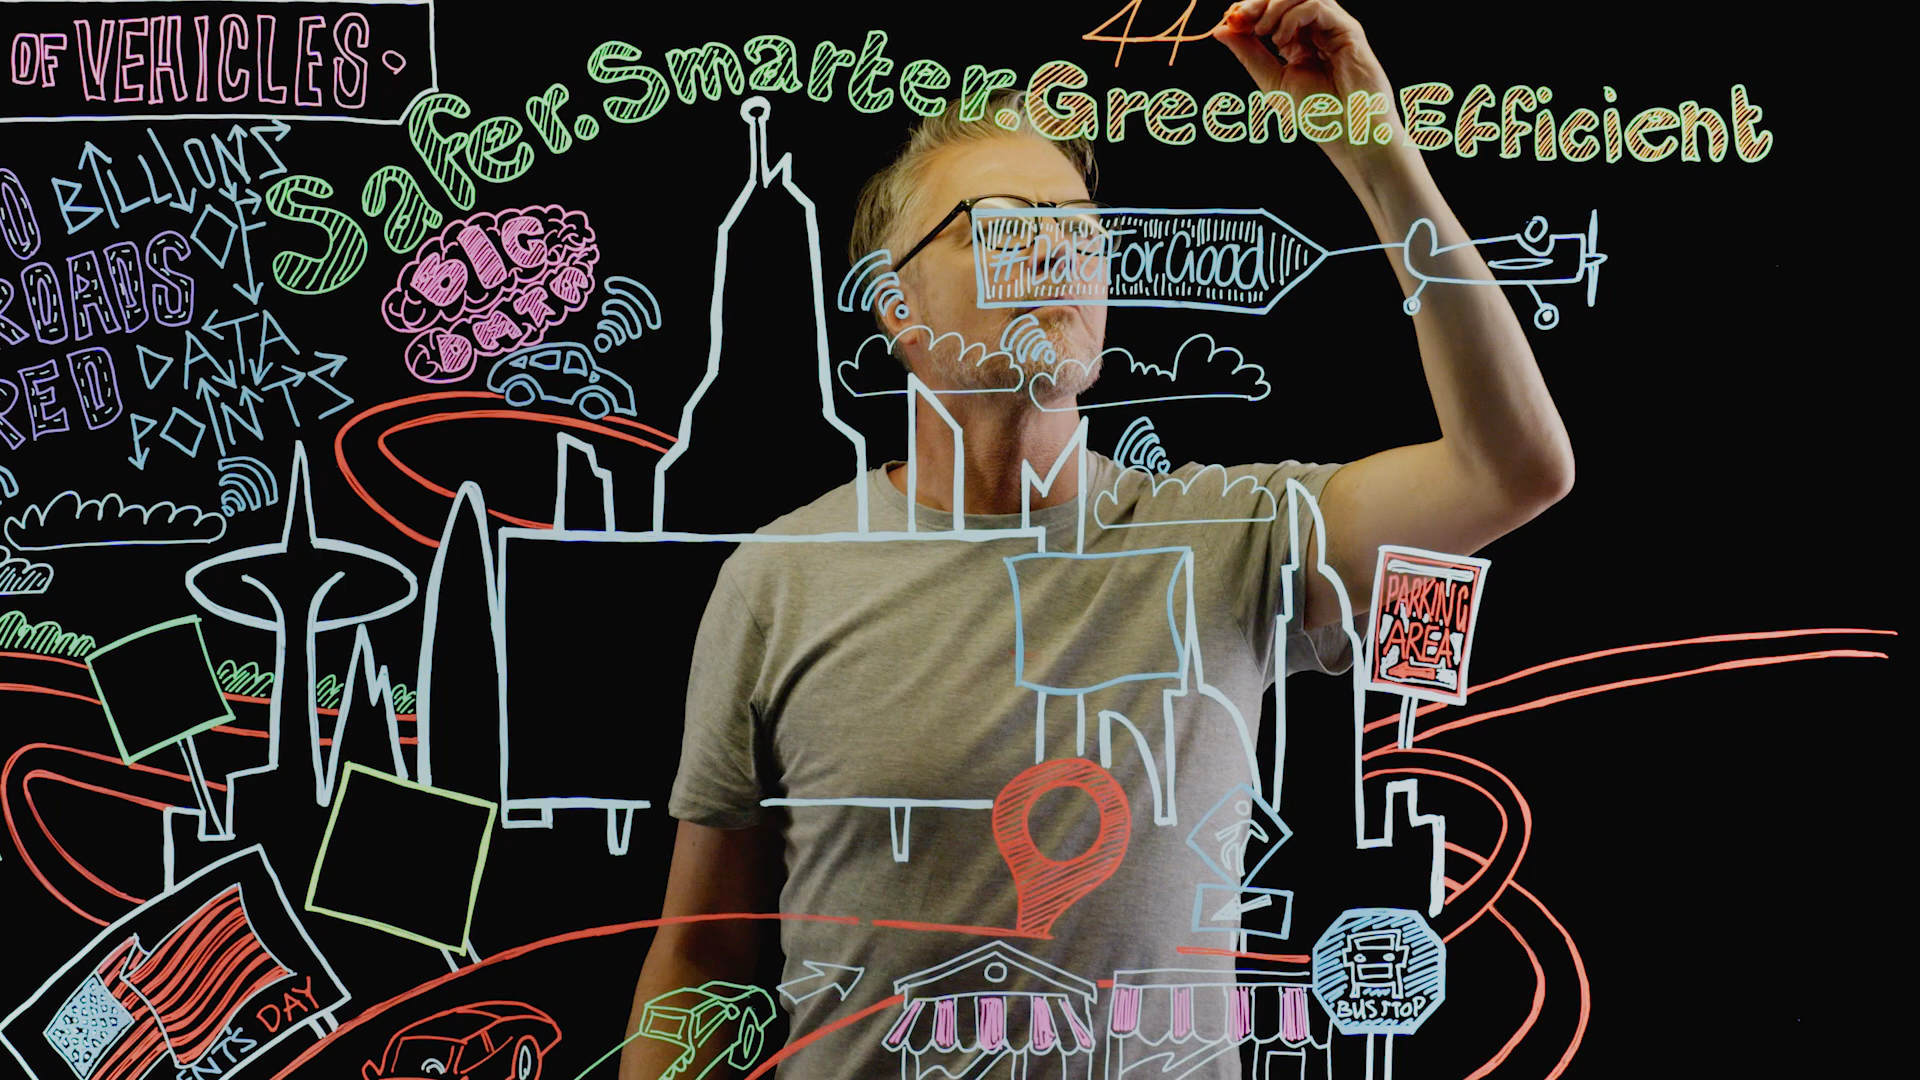 OF VEHICLES.
Safer. Smarter. Greener. Efficient
BILLIONS
OF
DATA
POINTS
ROADS
BIG
DATA
#DataForGood
PARKING
AREA
BUS STOP
DAY